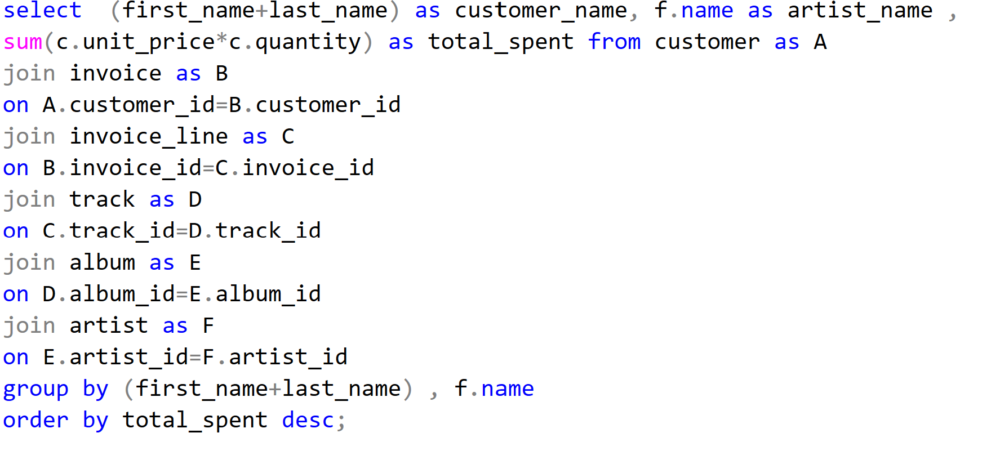 select  (first_name+last_name) as customer_name, f.name as artist_name ,
sum(c.unit_price*c.quantity) as total_spent from customer as A
join invoice as B
on A.customer_id=B.customer_id
join invoice_line as C
on B.invoice_id=C.invoice_id
join track as D
on C.track_id=D.track_id
join album as E
on D.album_id=E.album_id
join artist as F
on E.artist_id=F.artist_id
group by (first_name+last_name) , f.name
order by total_spent desc;